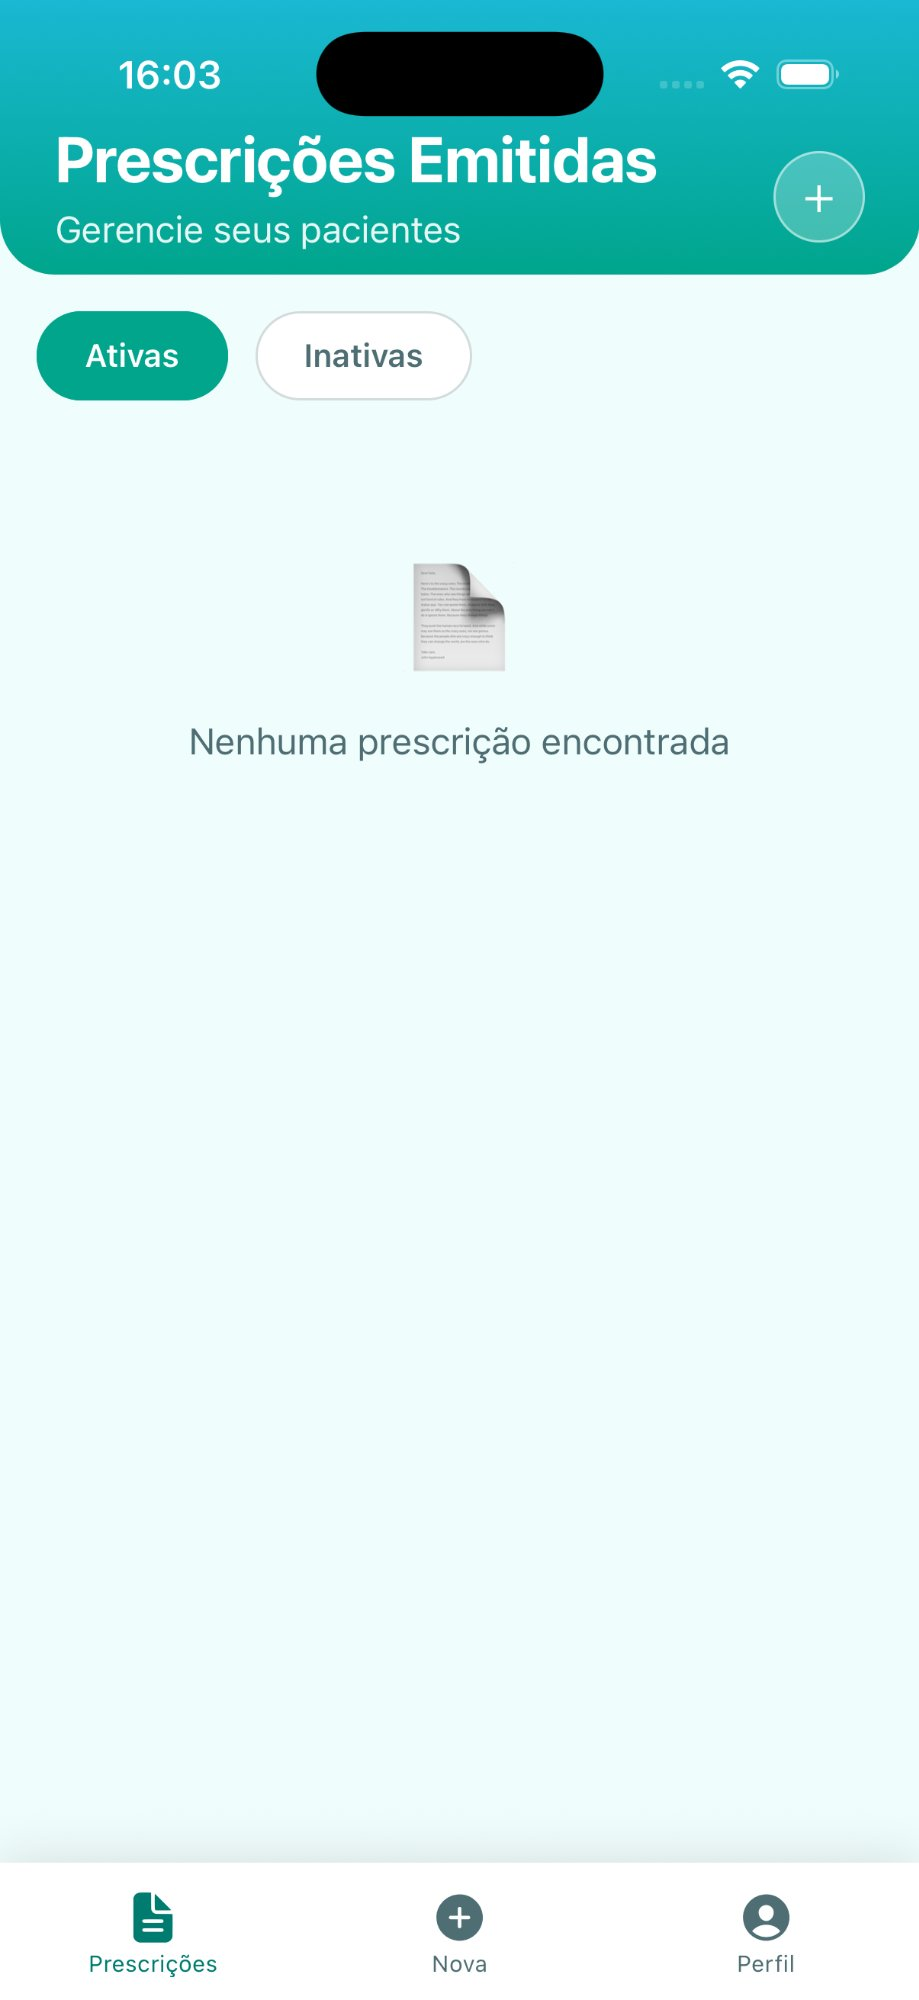 16:03
Prescrições Emitidas
Gerencie seus pacientes
Ativas
Inativas
Nenhuma prescrição encontrada
Prescrições
Nova
Perfil